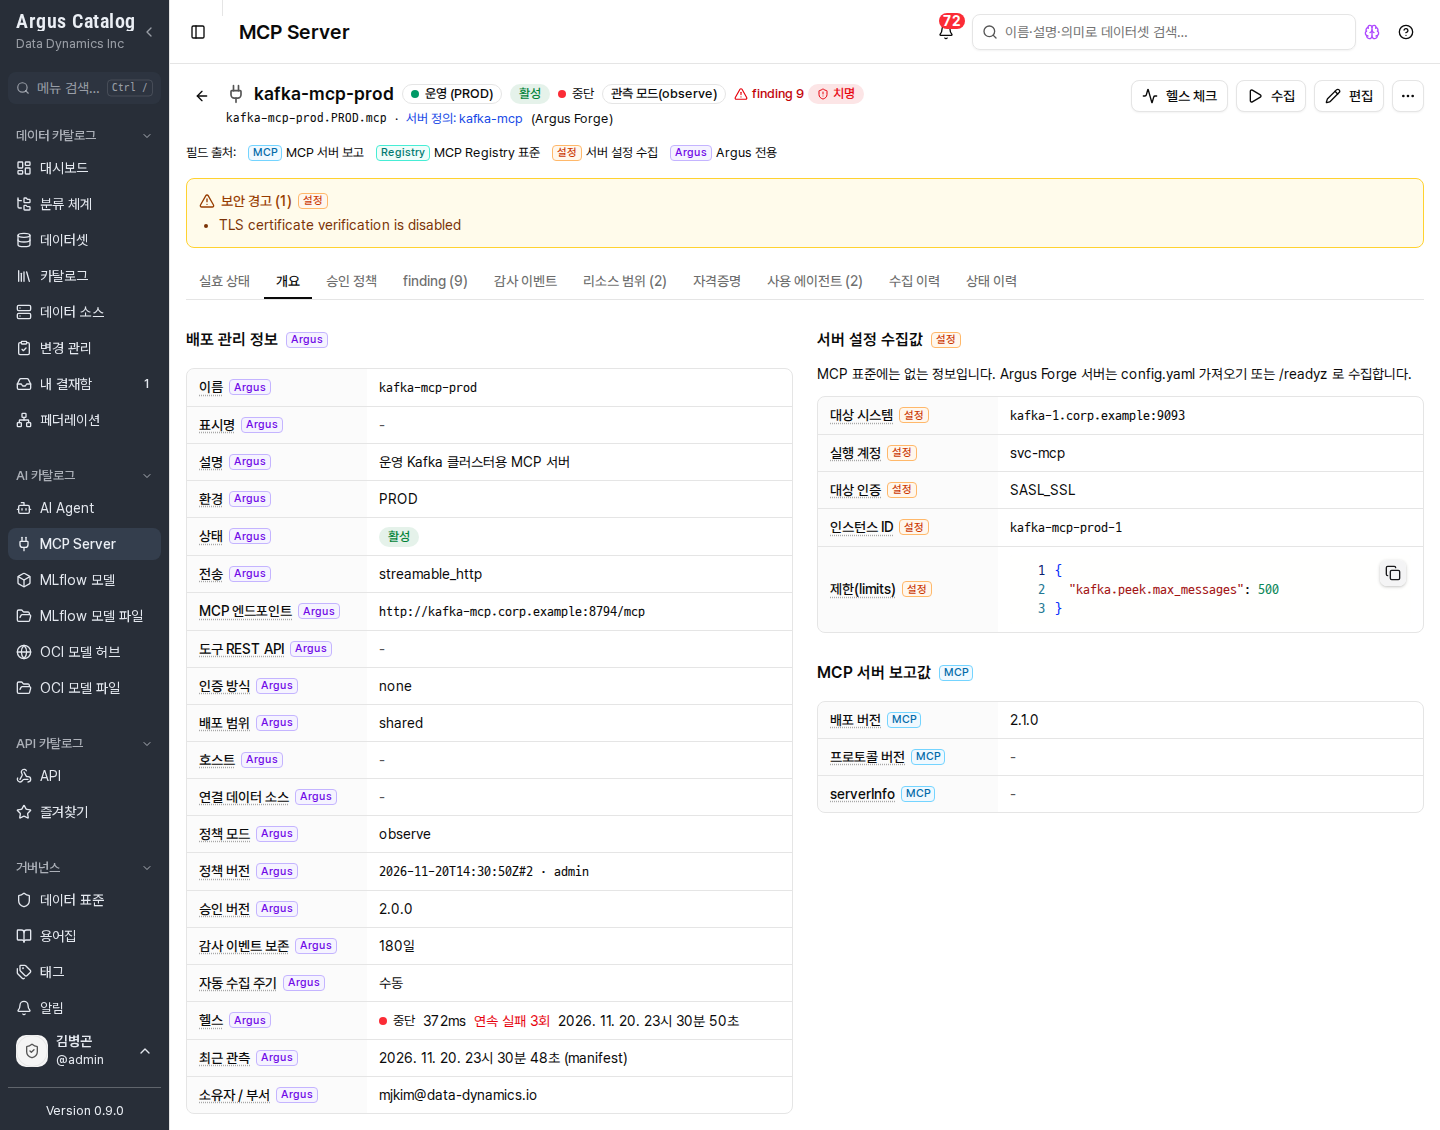 Argus Catalog
Data Dynamics Inc
메뉴 검색... Ctrl /
데이터 카탈로그
대시보드
분류 체계
데이터셋
카탈로그
데이터 소스
변경 관리
내 결재함 1
페더레이션
AI 카탈로그
AI Agent
MCP Server
MLflow 모델
MLflow 모델 파일
OCI 모델 허브
OCI 모델 파일
API 카탈로그
API
즐겨찾기
거버넌스
데이터 표준
용어집
태그
알림
김병곤
@admin
Version 0.9.0
MCP Server
72
이름·설명·의미로 데이터셋 검색...
kafka-mcp-prod 운영 (PROD) 활성 중단 관측 모드(observe) finding 9 치명
헬스 체크 수집 편집
kafka-mcp-prod.PROD.mcp · 서버 정의: kafka-mcp (Argus Forge)
필드 출처: MCP MCP 서버 보고 Registry MCP Registry 표준 설정 서버 설정 수집 Argus Argus 전용
보안 경고 (1) 설정
• TLS certificate verification is disabled
실효 상태 개요 승인 정책 finding (9) 감사 이벤트 리소스 범위 (2) 자격증명 사용 에이전트 (2) 수집 이력 상태 이력
배포 관리 정보 Argus
이름 Argus kafka-mcp-prod
표시명 Argus -
설명 Argus 운영 Kafka 클러스터용 MCP 서버
환경 Argus PROD
상태 Argus 활성
전송 Argus streamable_http
MCP 엔드포인트 Argus http://kafka-mcp.corp.example:8794/mcp
도구 REST API Argus -
인증 방식 Argus none
배포 범위 Argus shared
호스트 Argus -
연결 데이터 소스 Argus -
정책 모드 Argus observe
정책 버전 Argus 2026-11-20T14:30:50Z#2 · admin
승인 버전 Argus 2.0.0
감사 이벤트 보존 Argus 180일
자동 수집 주기 Argus 수동
헬스 Argus 중단 372ms 연속 실패 3회 2026. 11. 20. 23시 30분 50초
최근 관측 Argus 2026. 11. 20. 23시 30분 48초 (manifest)
소유자 / 부서 Argus mjkim@data-dynamics.io
서버 설정 수집값 설정
MCP 표준에는 없는 정보입니다. Argus Forge 서버는 config.yaml 가져오기 또는 /readyz 로 수집합니다.
대상 시스템 설정 kafka-1.corp.example:9093
실행 계정 설정 svc-mcp
대상 인증 설정 SASL_SSL
인스턴스 ID 설정 kafka-mcp-prod-1
제한(limits) 설정
1 {
2 "kafka.peek.max_messages": 500
3 }
MCP 서버 보고값 MCP
배포 버전 MCP 2.1.0
프로토콜 버전 MCP -
serverInfo MCP -